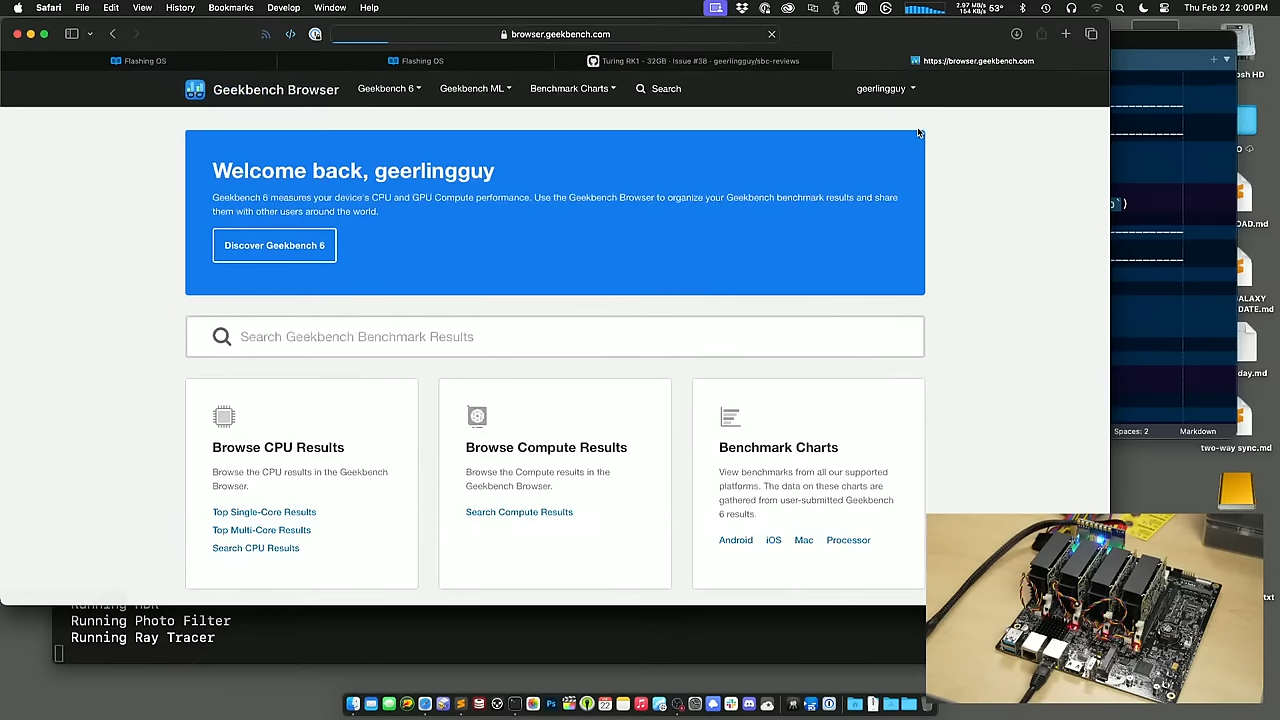 Safari File Edit View History Bookmarks Develop Window Help
2.97 MB/s
154 KB/s
53°
Thu Feb 22 2:00 PM
browser.geekbench.com
Flashing OS
Flashing OS
Turing RK1 - 32GB · Issue #38 · geerlingguy/sbc-reviews
https://browser.geekbench.com
Geekbench Browser
Geekbench 6
Geekbench ML
Benchmark Charts
Search
geerlingguy
Welcome back, geerlingguy
Geekbench 6 measures your device's CPU and GPU Compute performance. Use the Geekbench Browser to organize your Geekbench benchmark results and share
them with other users around the world.
Discover Geekbench 6
Search Geekbench Benchmark Results
Browse CPU Results
Browse the CPU results in the Geekbench
Browser.
Top Single-Core Results
Top Multi-Core Results
Search CPU Results
Browse Compute Results
Browse the Compute results in the
Geekbench Browser.
Search Compute Results
Benchmark Charts
View benchmarks from all our supported
platforms. The data on these charts are
gathered from user-submitted Geekbench
6 results.
Android iOS Mac Processor
Spaces: 2 Markdown
two-way sync.md
Running HDR
Running Photo Filter
Running Ray Tracer